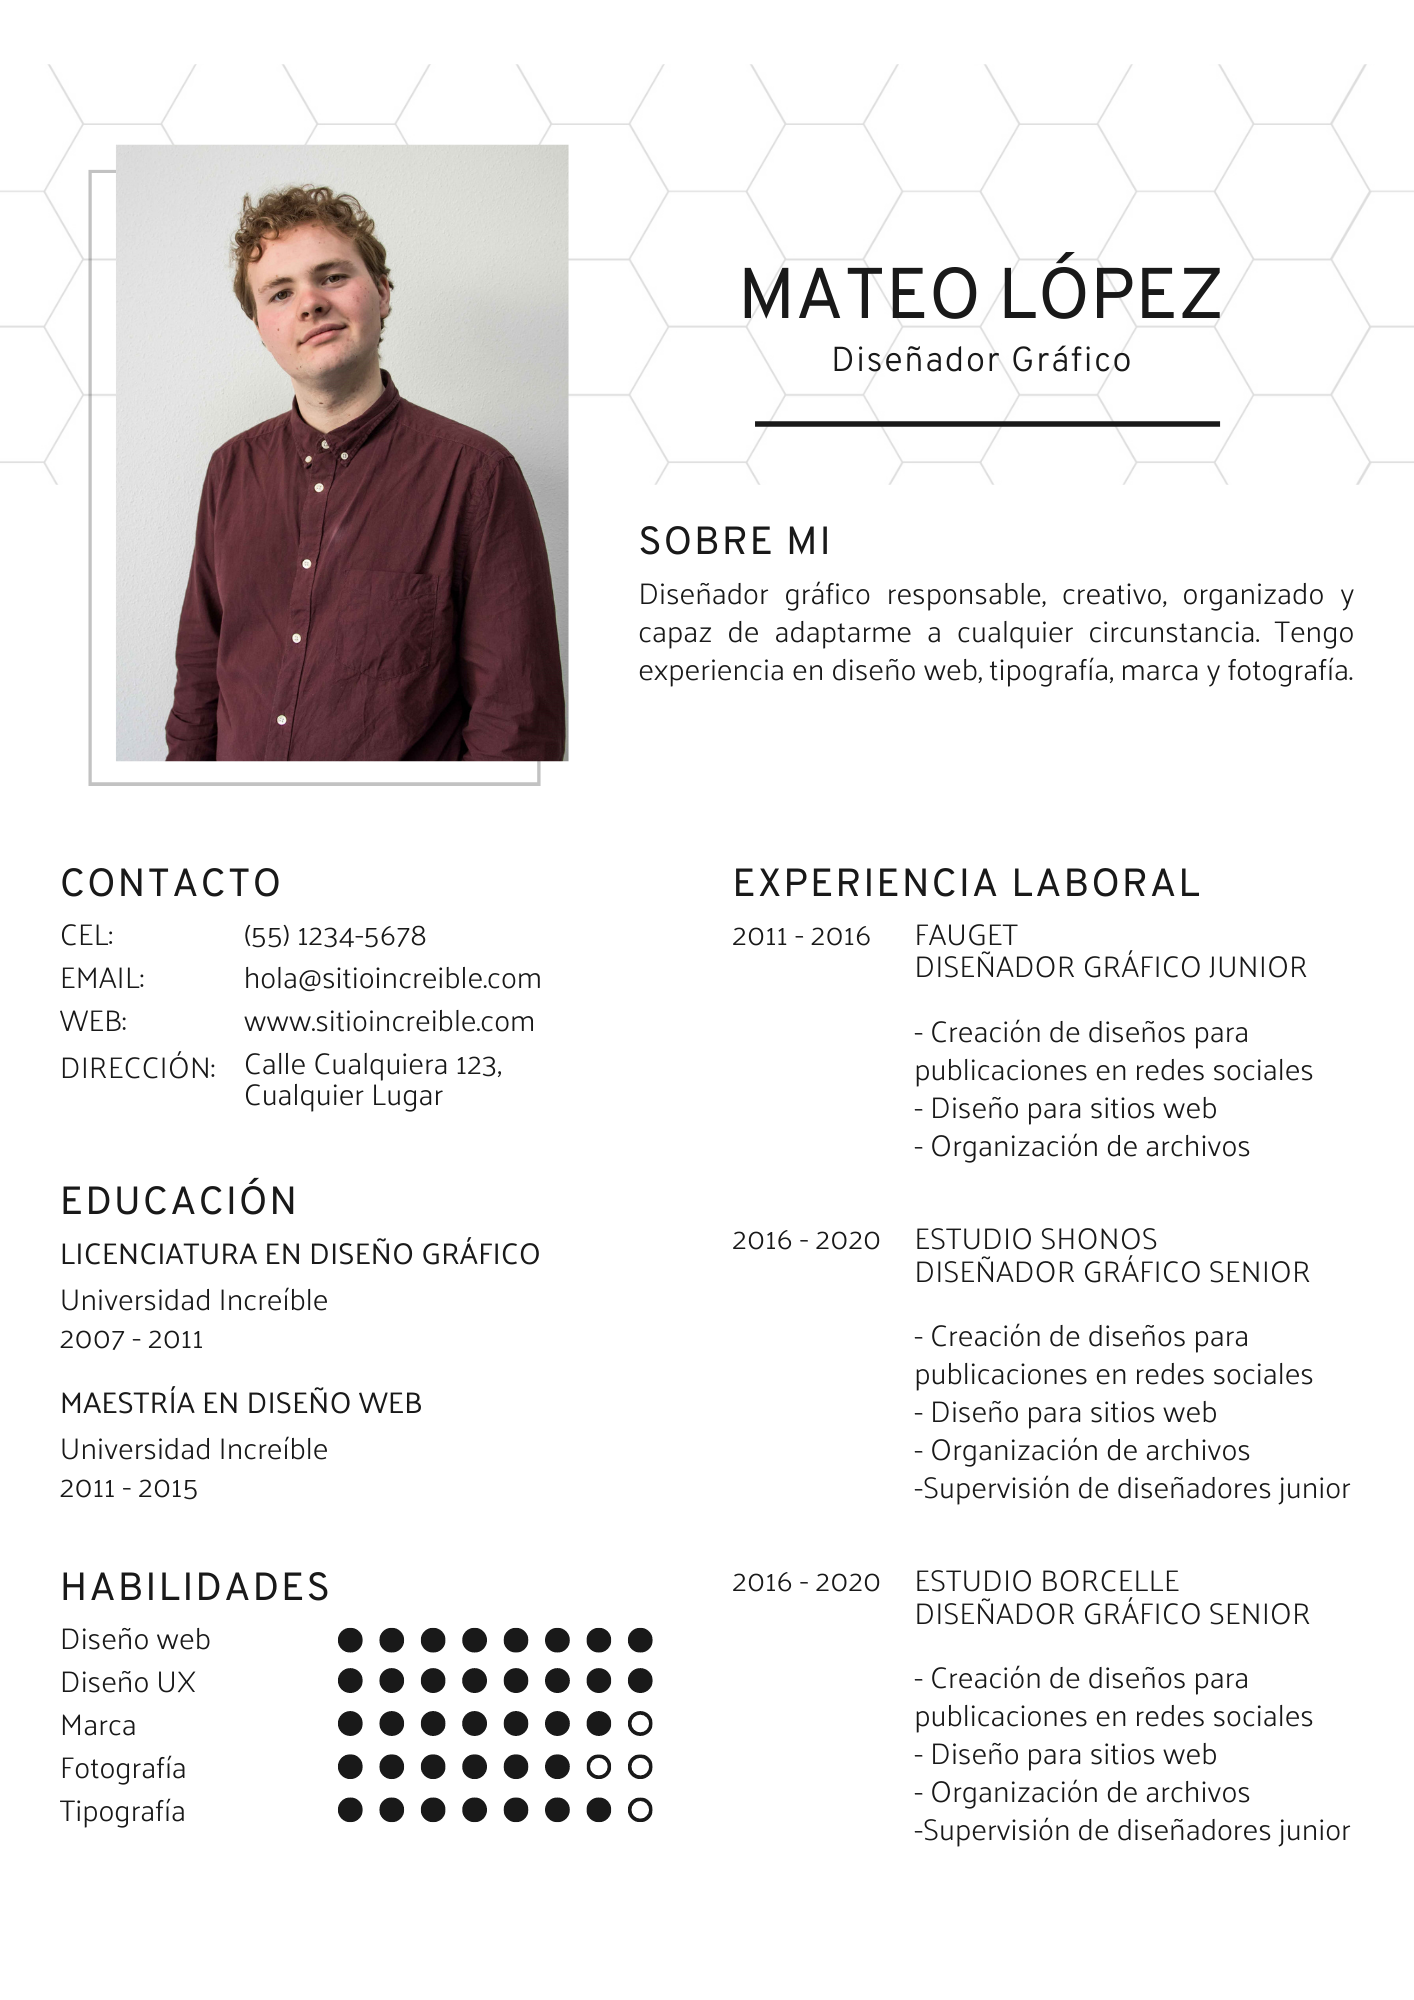 MATEO LÓPEZ
Diseñador Gráfico
SOBRE MI
Diseñador gráfico responsable, creativo, organizado y
capaz de adaptarme a cualquier circunstancia. Tengo
experiencia en diseño web, tipografía, marca y fotografía.
CONTACTO
CEL: (55) 1234-5678
EMAIL: hola@sitioincreible.com
WEB: www.sitioincreible.com
DIRECCIÓN: Calle Cualquiera 123,
Cualquier Lugar
EDUCACIÓN
LICENCIATURA EN DISEÑO GRÁFICO
Universidad Increíble
2007 - 2011
MAESTRÍA EN DISEÑO WEB
Universidad Increíble
2011 - 2015
HABILIDADES
Diseño web
Diseño UX
Marca
Fotografía
Tipografía
EXPERIENCIA LABORAL
2011 - 2016 FAUGET
DISEÑADOR GRÁFICO JUNIOR
- Creación de diseños para
publicaciones en redes sociales
- Diseño para sitios web
- Organización de archivos
2016 - 2020 ESTUDIO SHONOS
DISEÑADOR GRÁFICO SENIOR
- Creación de diseños para
publicaciones en redes sociales
- Diseño para sitios web
- Organización de archivos
-Supervisión de diseñadores junior
2016 - 2020 ESTUDIO BORCELLE
DISEÑADOR GRÁFICO SENIOR
- Creación de diseños para
publicaciones en redes sociales
- Diseño para sitios web
- Organización de archivos
-Supervisión de diseñadores junior